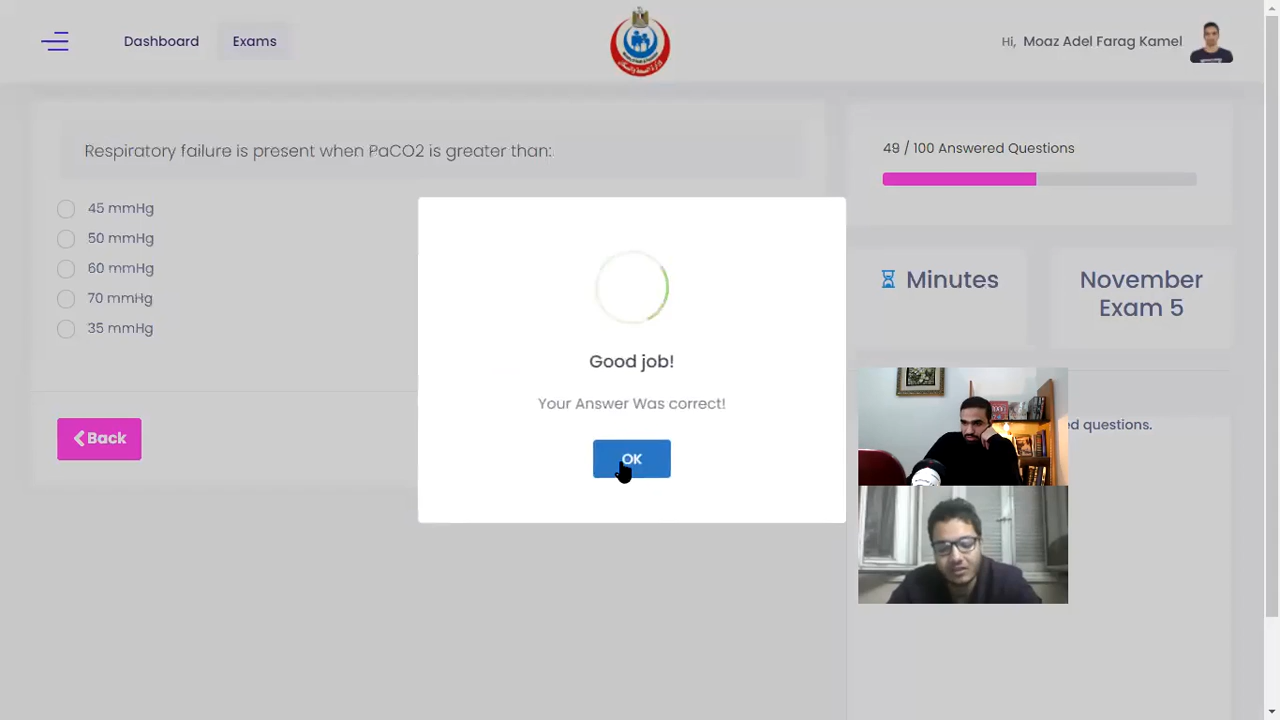 Dashboard
Exams
Hi, Moaz Adel Farag Kamel
Respiratory failure is present when PaCO2 is greater than:
45 mmHg
50 mmHg
60 mmHg
70 mmHg
35 mmHg
Back
Good job!
Your Answer Was correct!
OK
49 / 100 Answered Questions
Minutes
November
Exam 5
questions.